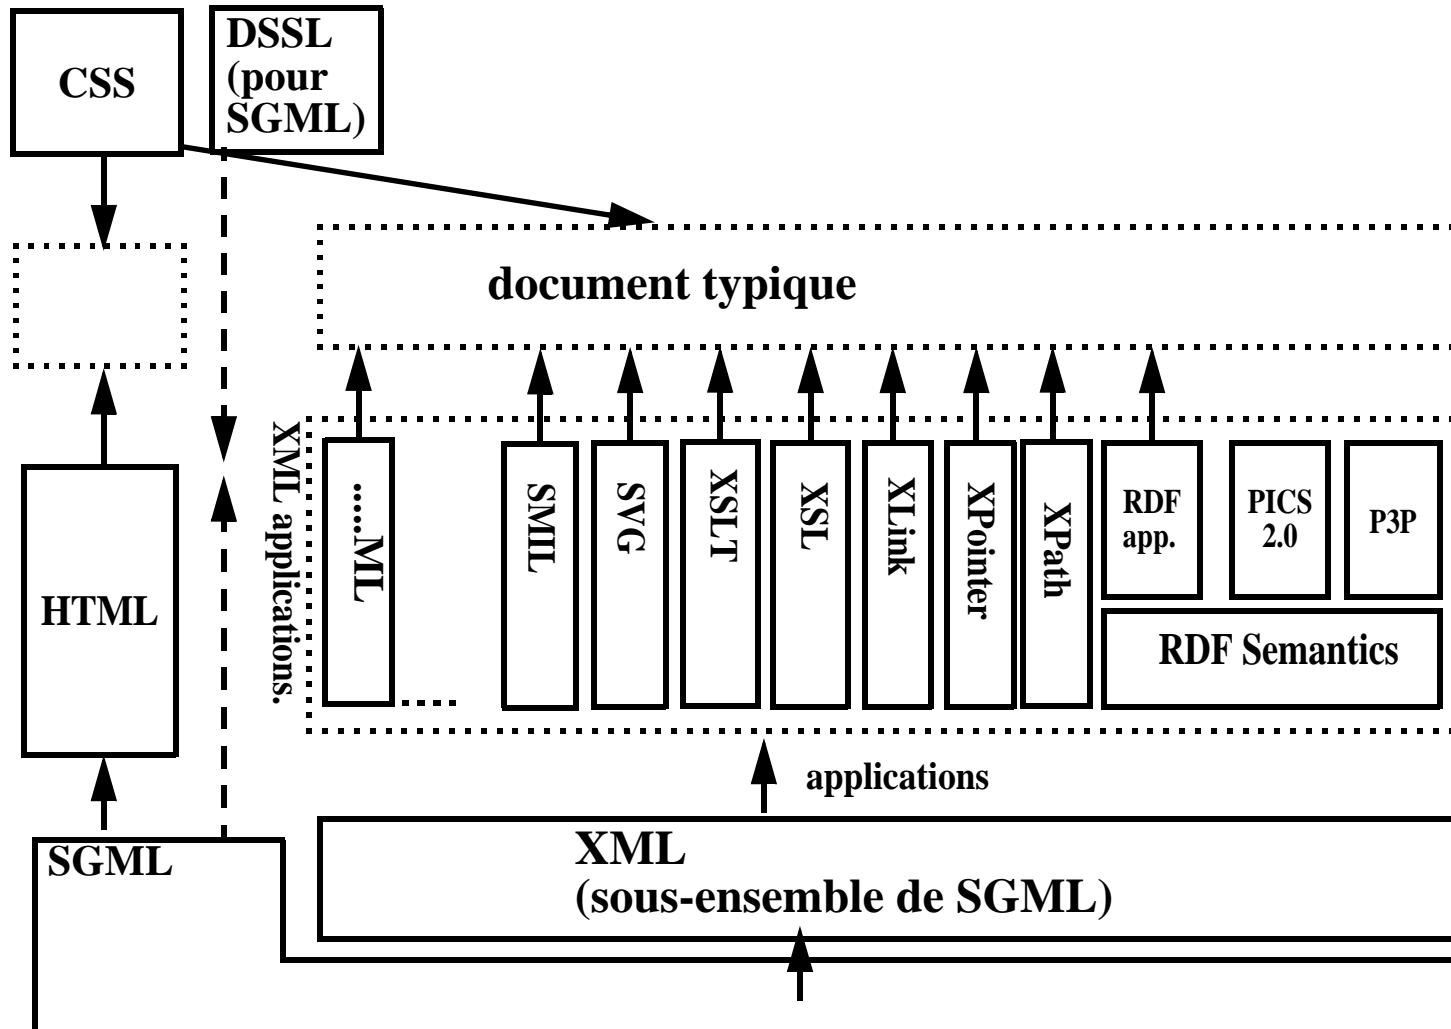 CSS
DSSL
(pour
SGML)
document typique
XML applications.
......ML
SMIL
SVG
XSLT
XSL
XLink
XPointer
XPath
RDF
app.
PICS
2.0
P3P
RDF Semantics
HTML
applications
SGML
XML
(sous-ensemble de SGML)